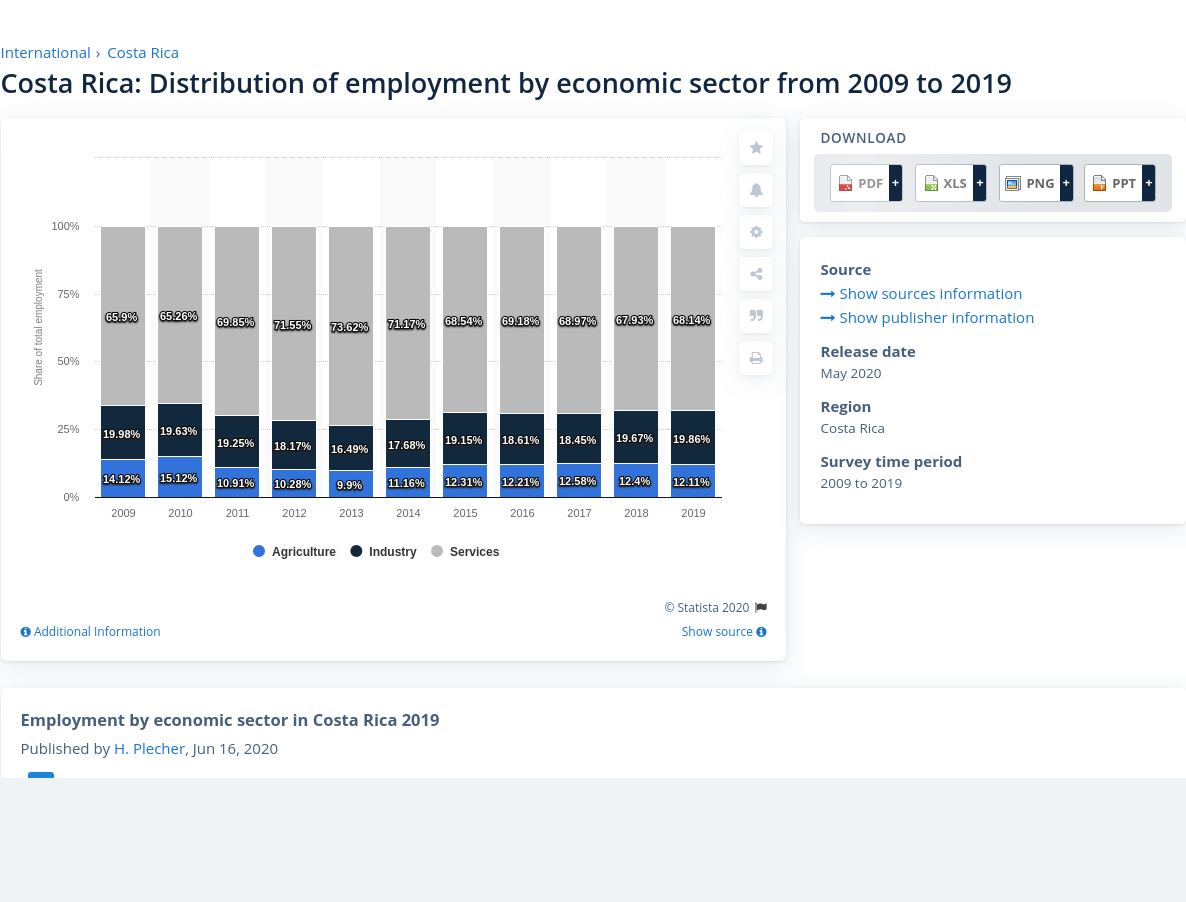 International › Costa Rica
Costa Rica: Distribution of employment by economic sector from 2009 to 2019
Share of total employment
100%
75%
50%
25%
0%
65.9% 65.26% 69.85% 71.55% 73.62% 71.17% 68.54% 69.18% 68.97% 67.93% 68.14%
19.98% 19.63% 19.25% 18.17% 16.49% 17.68% 19.15% 18.61% 18.45% 19.67% 19.86%
14.12% 15.12% 10.91% 10.28% 9.9% 11.16% 12.31% 12.21% 12.58% 12.4% 12.11%
2009 2010 2011 2012 2013 2014 2015 2016 2017 2018 2019
Agriculture Industry Services
© Statista 2020
Additional Information
Show source
DOWNLOAD
PDF + XLS + PNG + PPT +
Source
Show sources information
Show publisher information
Release date
May 2020
Region
Costa Rica
Survey time period
2009 to 2019
Employment by economic sector in Costa Rica 2019
Published by H. Plecher, Jun 16, 2020